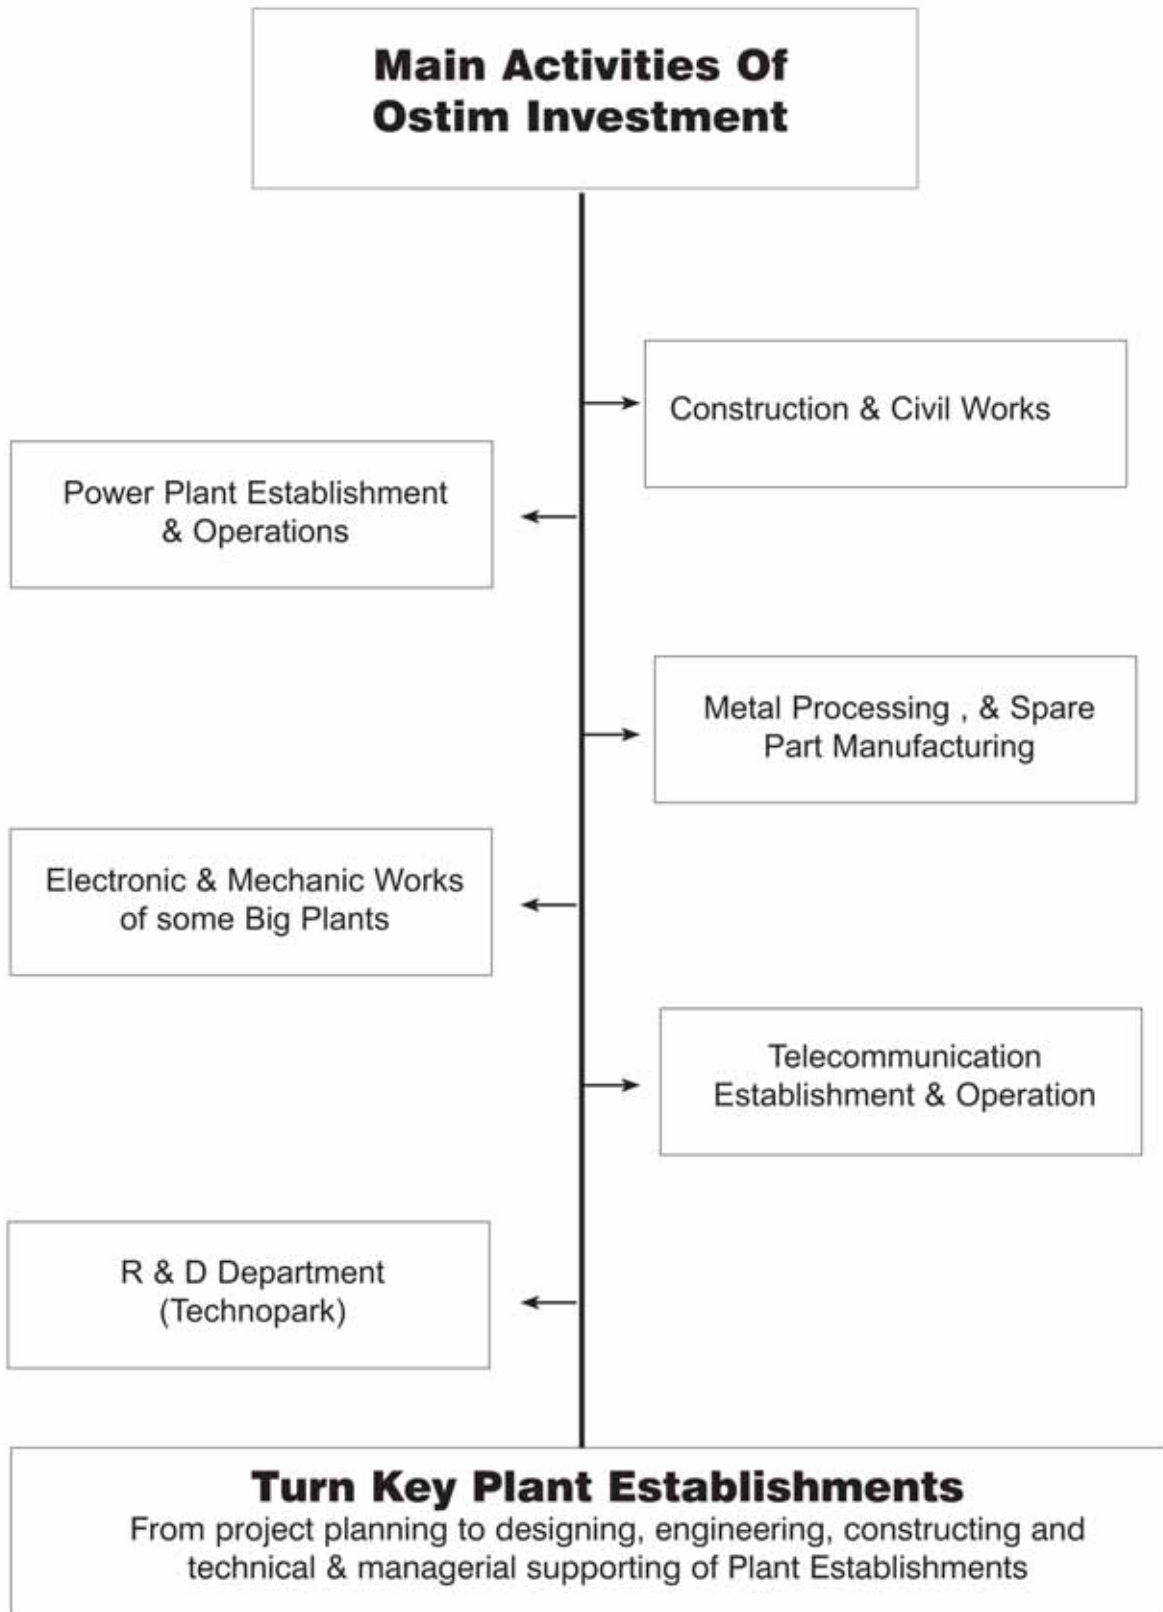 Main Activities Of
Ostim Investment
Construction & Civil Works
Power Plant Establishment
& Operations
Metal Processing , & Spare
Part Manufacturing
Electronic & Mechanic Works
of some Big Plants
Telecommunication
Establishment & Operation
R & D Department
(Technopark)
Turn Key Plant Establishments
From project planning to designing, engineering, constructing and
technical & managerial supporting of Plant Establishments